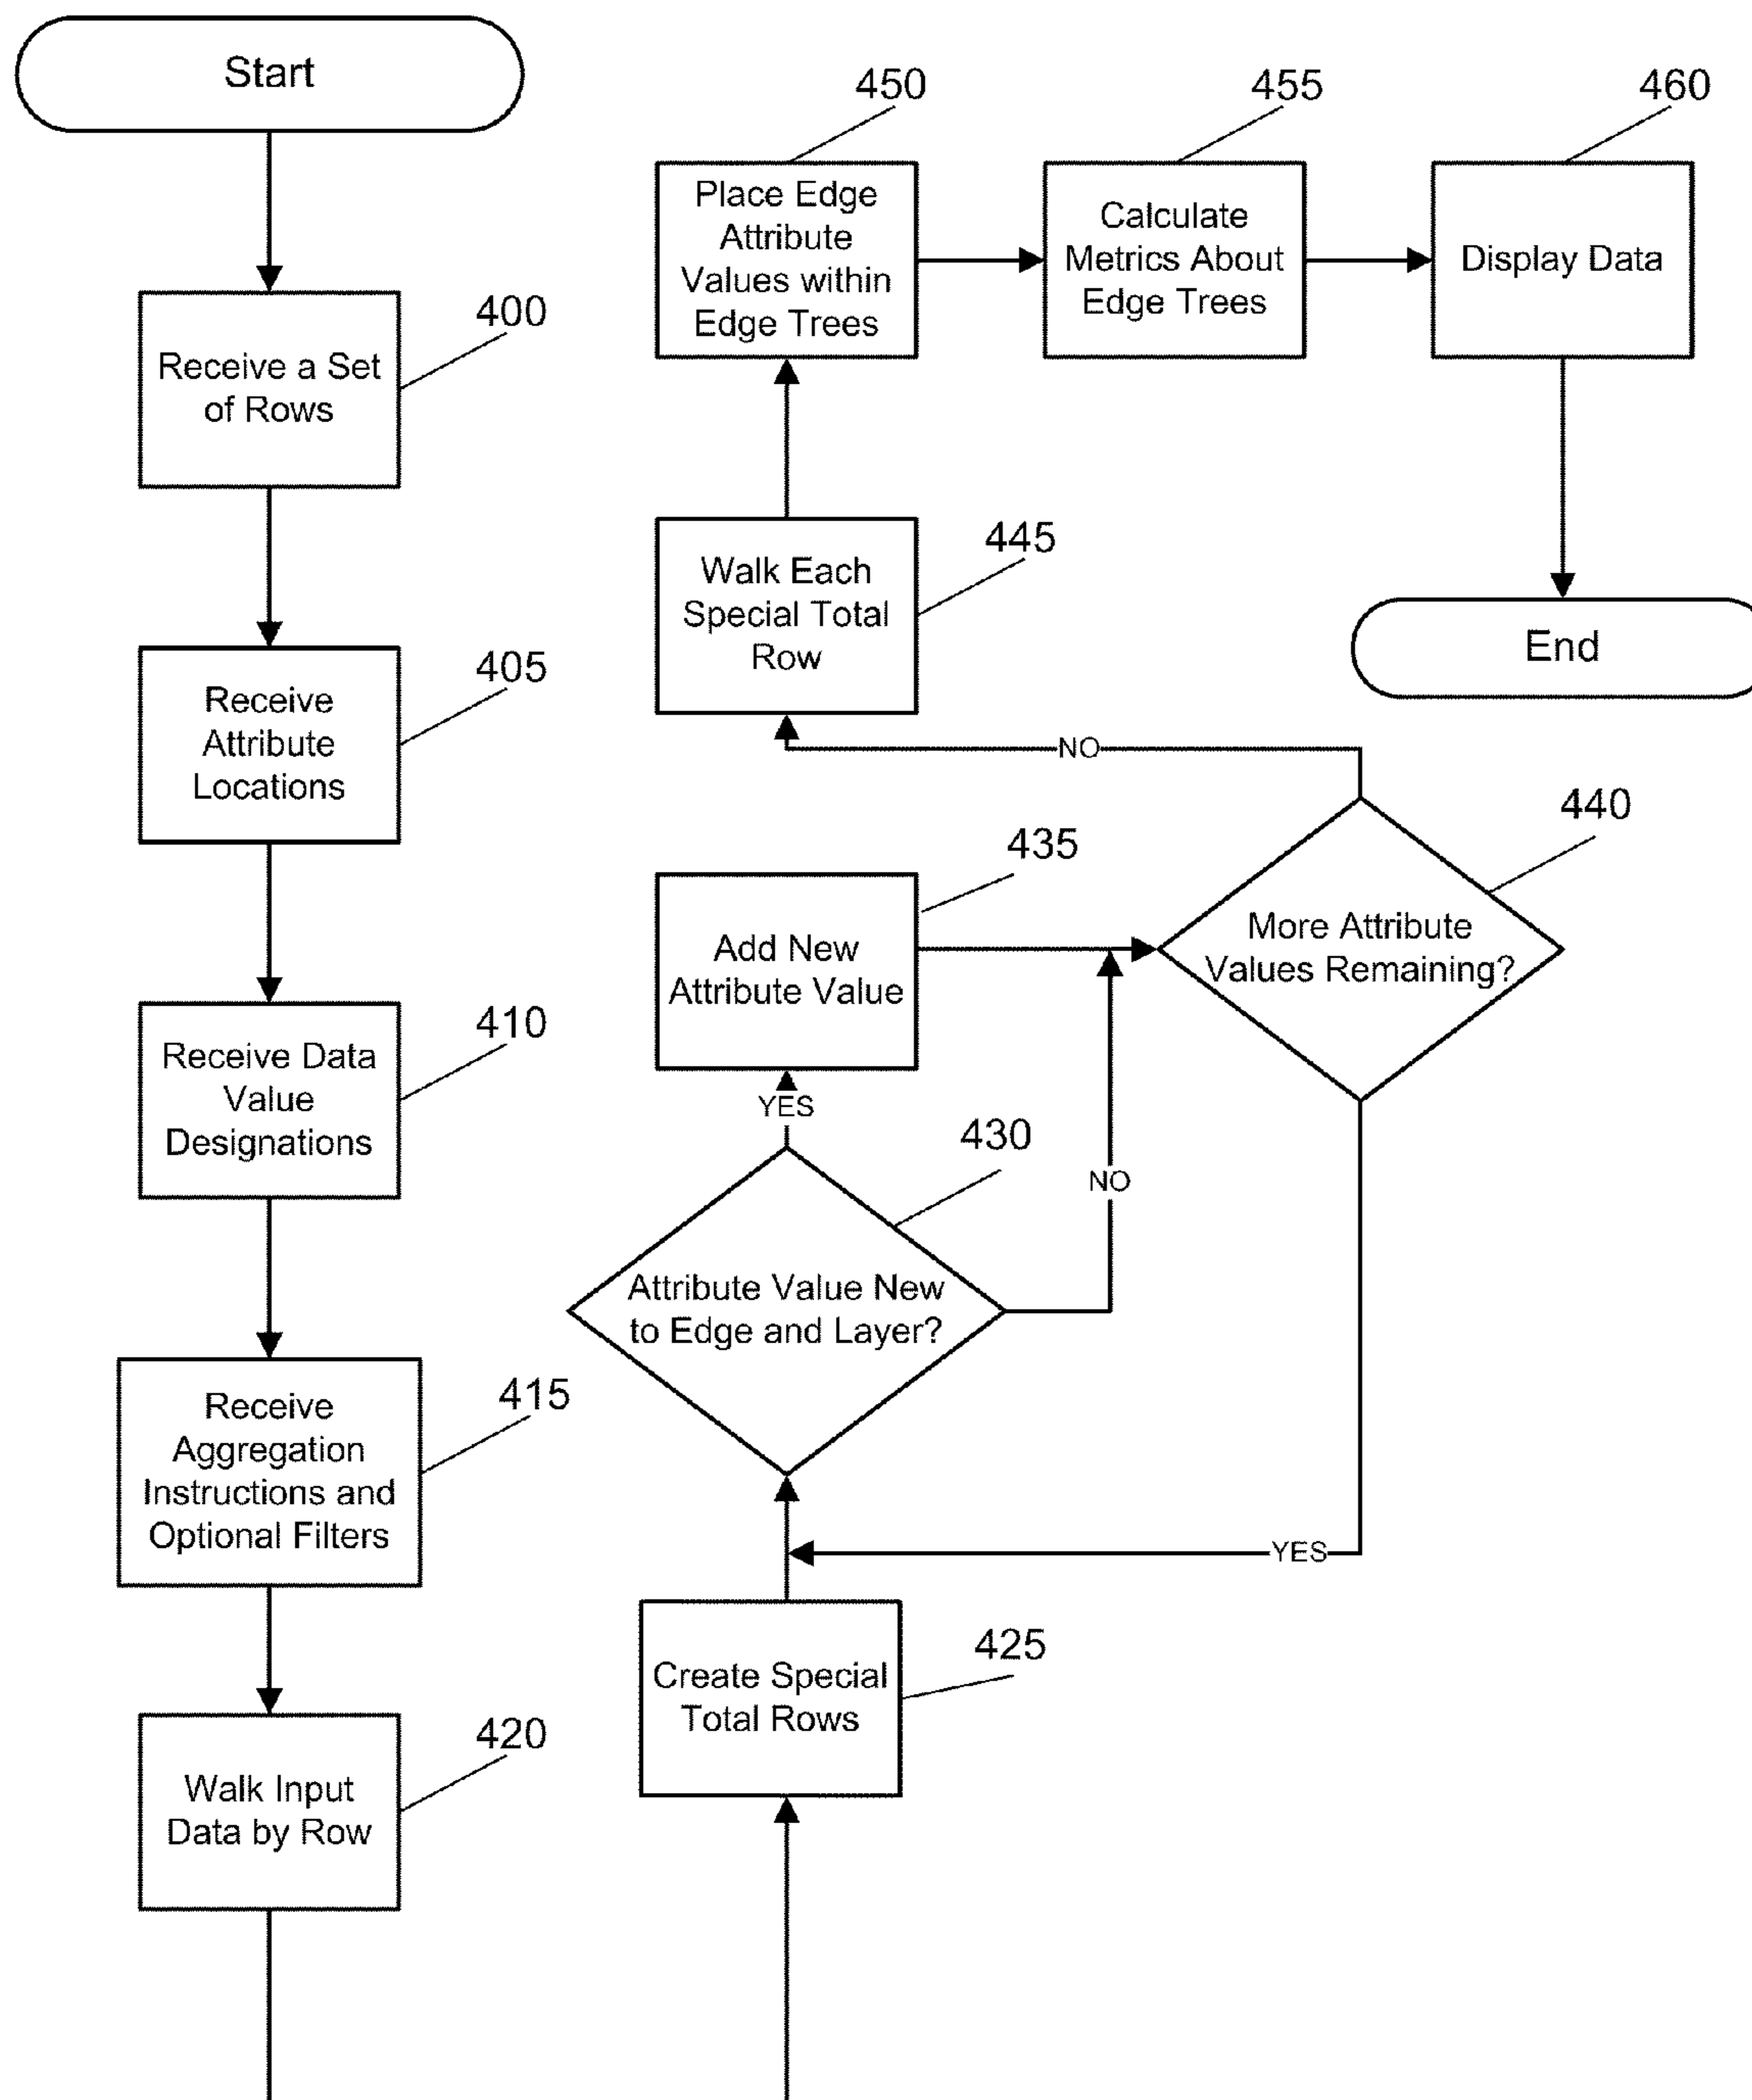 Start
400
Receive a Set
of Rows
405
Receive
Attribute
Locations
410
Receive Data
Value
Designations
415
Receive
Aggregation
Instructions and
Optional Filters
420
Walk Input
Data by Row
425
Create Special
Total Rows
430
Attribute Value New
to Edge and Layer?
YES
NO
435
Add New
Attribute Value
440
More Attribute
Values Remaining?
YES
NO
445
Walk Each
Special Total
Row
450
Place Edge
Attribute
Values within
Edge Trees
455
Calculate
Metrics About
Edge Trees
460
Display Data
End